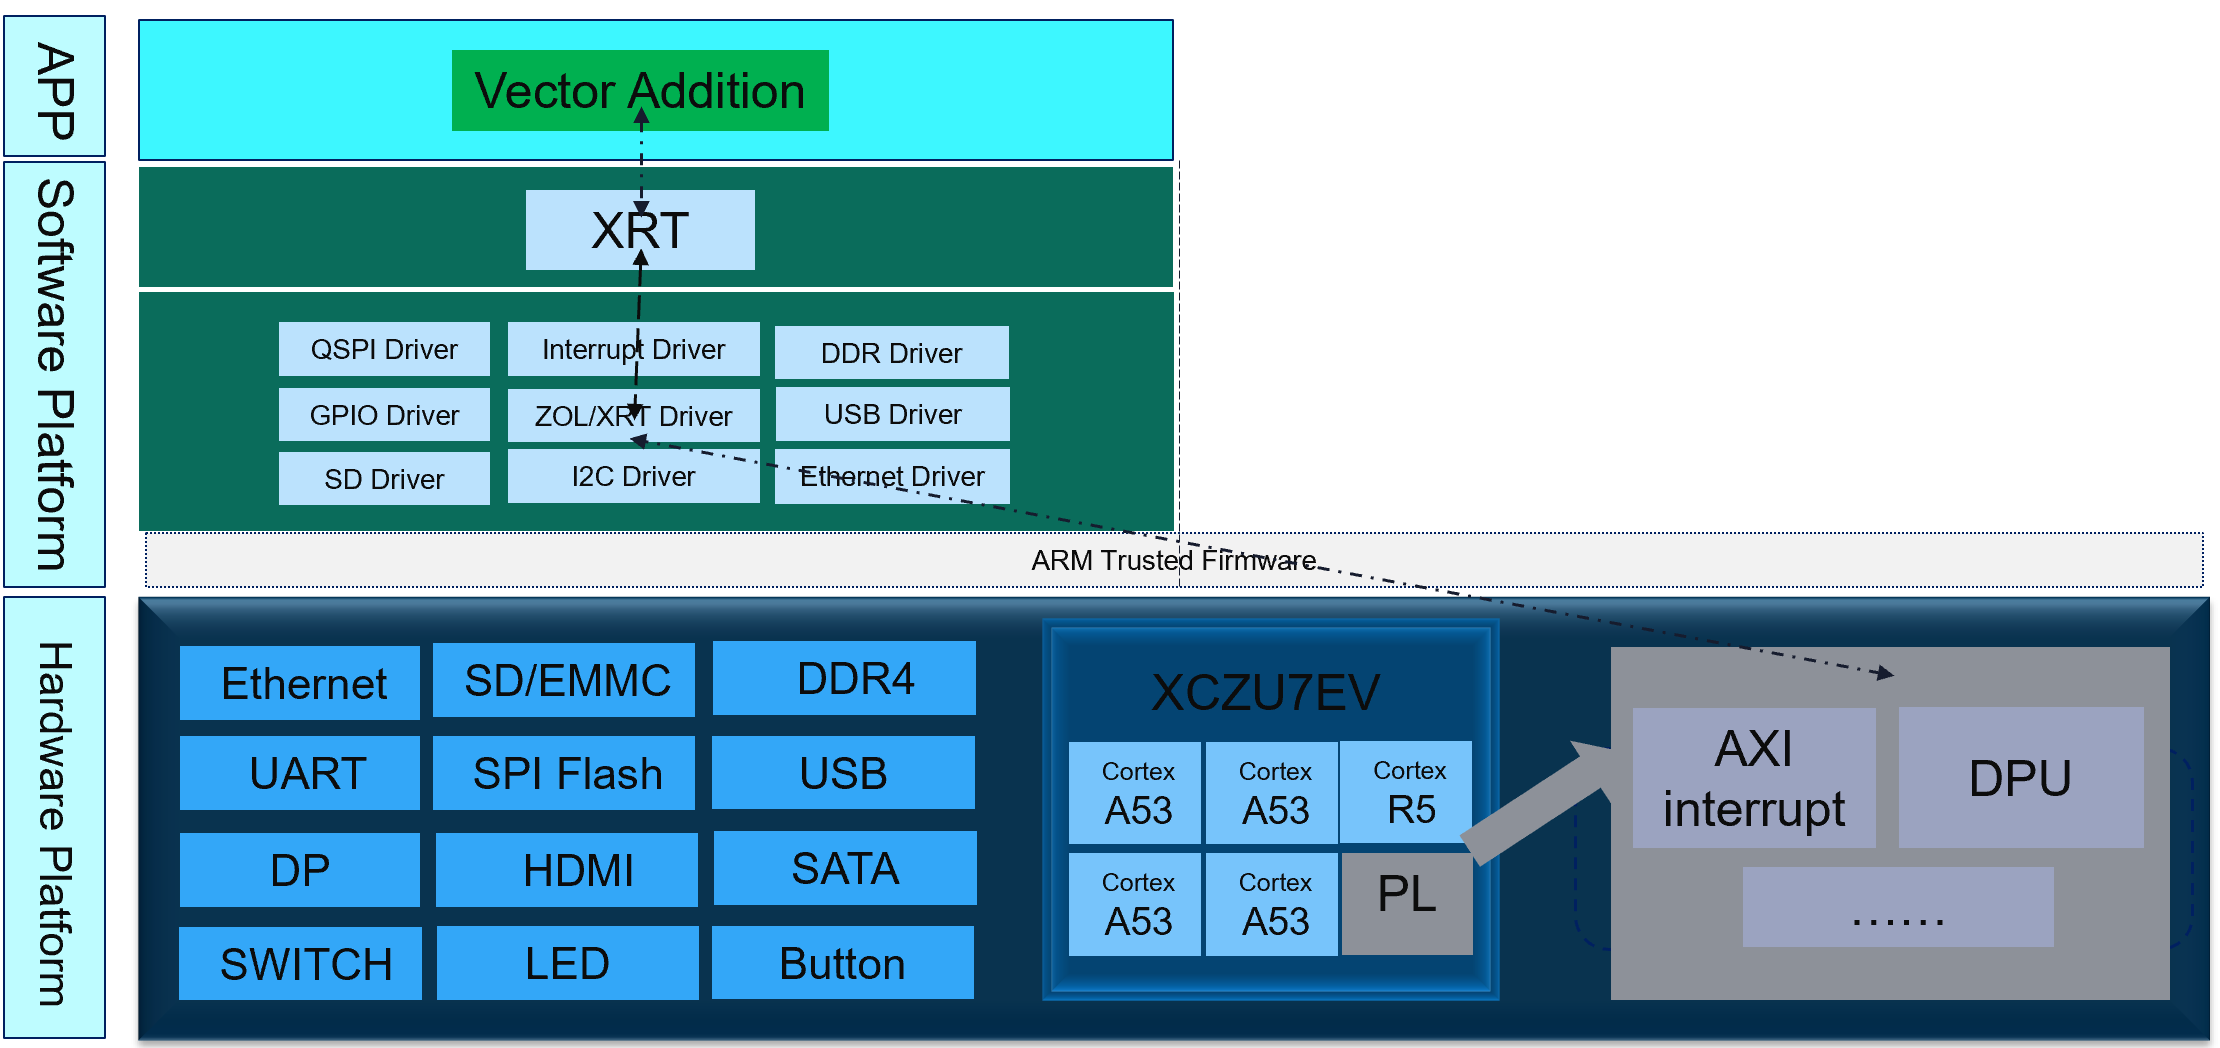 APP
Vector Addition
Software Platform
XRT
QSPI Driver
Interrupt Driver
DDR Driver
GPIO Driver
ZOL/XRT Driver
USB Driver
SD Driver
I2C Driver
Ethernet Driver
ARM Trusted Firmware
Hardware Platform
Ethernet
SD/EMMC
DDR4
UART
SPI Flash
USB
DP
HDMI
SATA
SWITCH
LED
Button
XCZU7EV
Cortex
A53
Cortex
A53
Cortex
R5
Cortex
A53
Cortex
A53
PL
AXI
interrupt
DPU
......